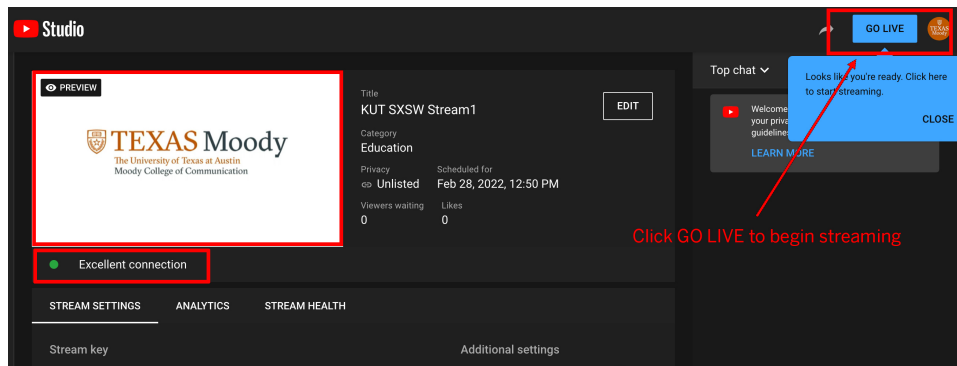 Studio
GO LIVE
TEXAS
Moody
PREVIEW
TEXAS Moody
The University of Texas at Austin
Moody College of Communication
Title
KUT SXSW Stream1
EDIT
Category
Education
Privacy
Scheduled for
Unlisted
Feb 28, 2022, 12:50 PM
Viewers waiting
Likes
0
0
Excellent connection
Top chat
Looks like you're ready. Click here
to start streaming.
CLOSE
Welcome
your priva
guideline
LEARN MORE
Click GO LIVE to begin streaming
STREAM SETTINGS
ANALYTICS
STREAM HEALTH
Stream key
Additional settings